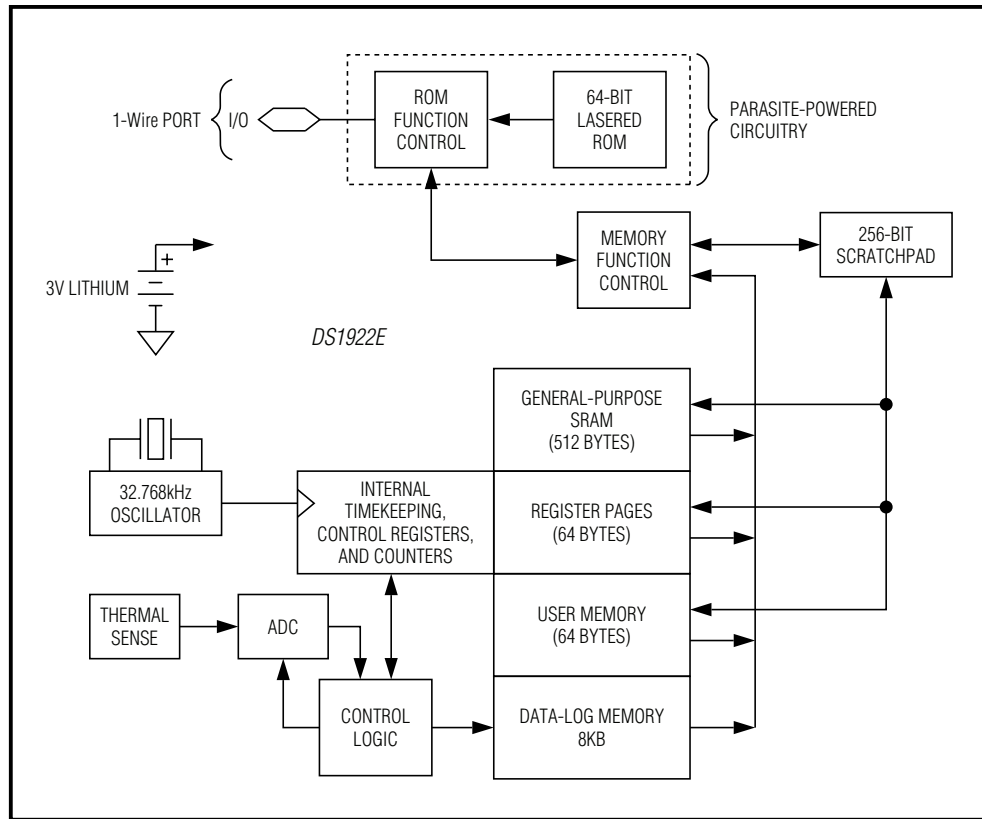 ROM
FUNCTION
CONTROL
64-BIT
LASERED
ROM
1-Wire PORT
I/O
PARASITE-POWERED
CIRCUITRY
MEMORY
FUNCTION
CONTROL
256-BIT
SCRATCHPAD
+
3V LITHIUM
DS1922E
GENERAL-PURPOSE
SRAM
(512 BYTES)
32.768kHz
OSCILLATOR
INTERNAL
TIMEKEEPING,
CONTROL REGISTERS,
AND COUNTERS
REGISTER PAGES
(64 BYTES)
THERMAL
SENSE
ADC
USER MEMORY
(64 BYTES)
CONTROL
LOGIC
DATA-LOG MEMORY
8KB